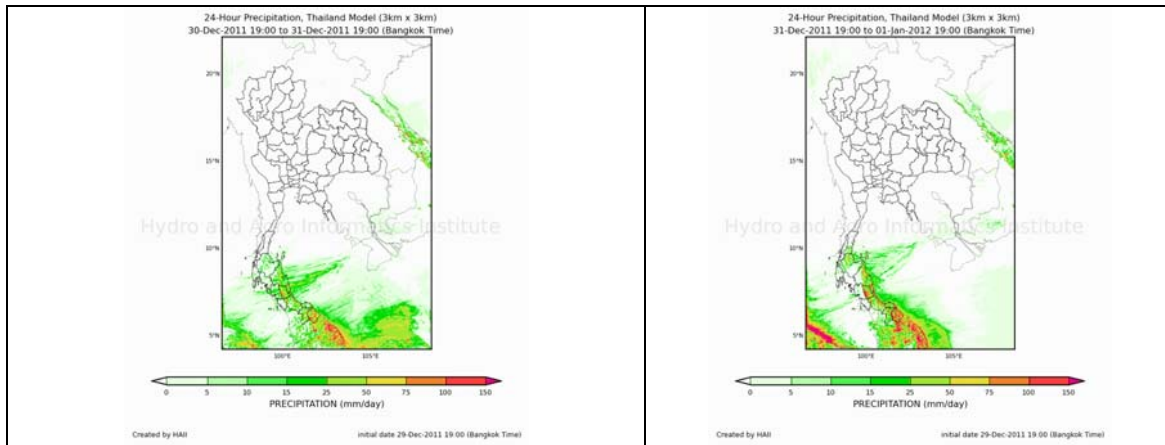 24-Hour Precipitation, Thailand Model (3km x 3km)
30-Dec-2011 19:00 to 31-Dec-2011 19:00 (Bangkok Time)
20°N
15°N
10°N
5°N
100°E 105°E
Hydro and Agro Informatics Institute
0 5 10 15 25 50 75 100 150
PRECIPITATION (mm/day)
Created by HAII initial date 29-Dec-2011 19:00 (Bangkok Time)
24-Hour Precipitation, Thailand Model (3km x 3km)
31-Dec-2011 19:00 to 01-Jan-2012 19:00 (Bangkok Time)
20°N
15°N
10°N
5°N
100°E 105°E
Hydro and Agro Informatics Institute
0 5 10 15 25 50 75 100 150
PRECIPITATION (mm/day)
Created by HAII initial date 29-Dec-2011 19:00 (Bangkok Time)